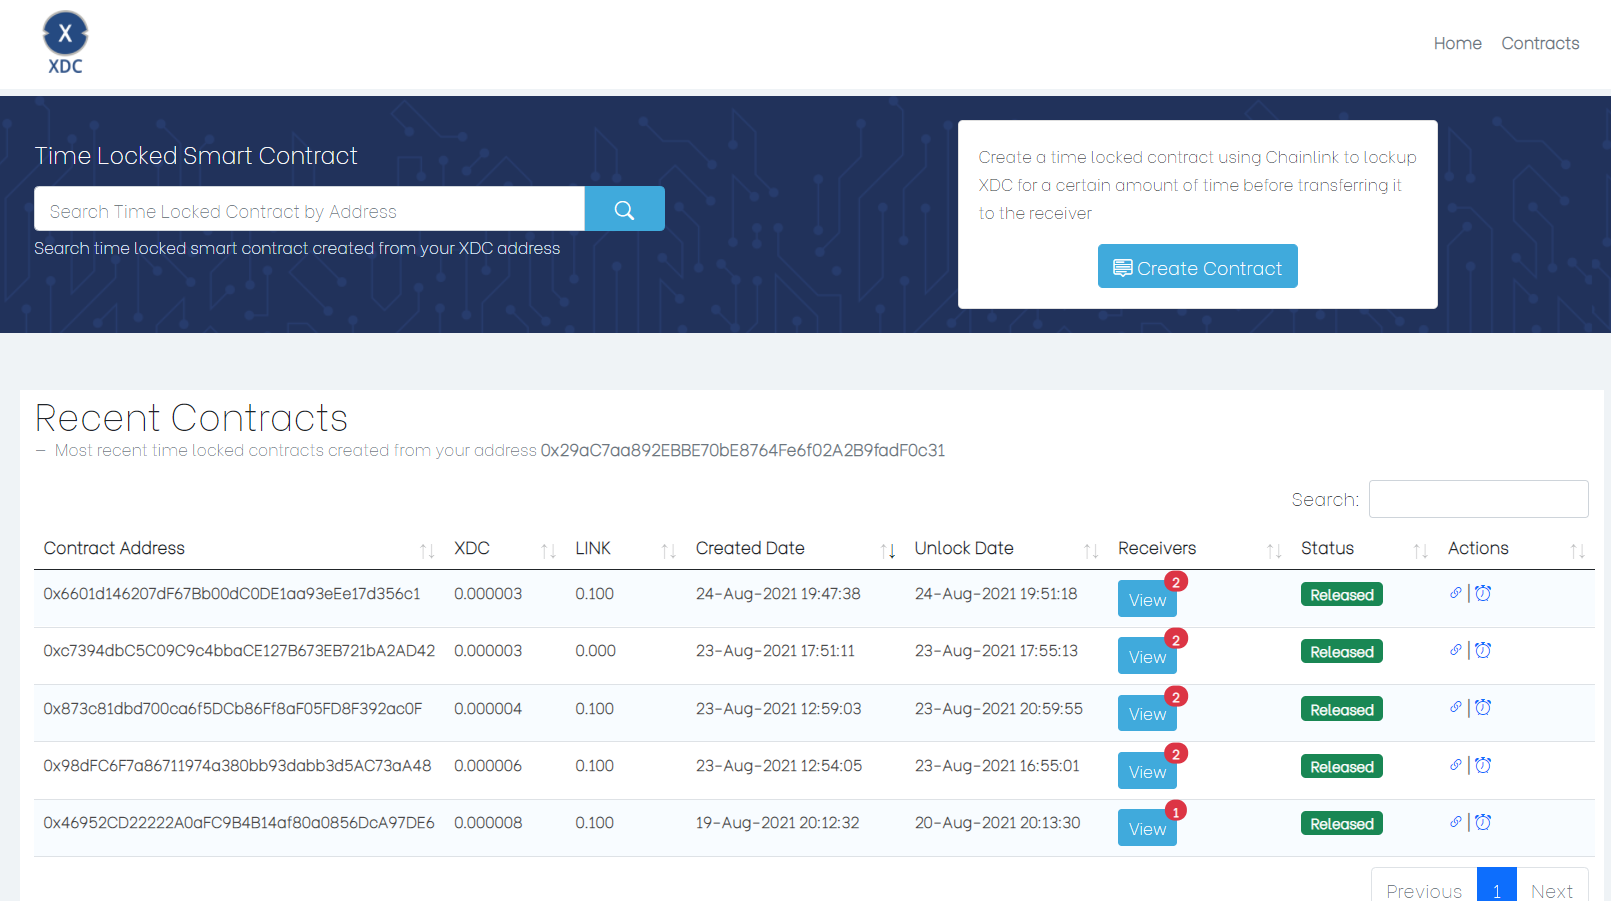 X
XDC
Home Contracts
Time Locked Smart Contract
Search Time Locked Contract by Address
Search time locked smart contract created from your XDC address
Create a time locked contract using Chainlink to lockup
XDC for a certain amount of time before transferring it
to the receiver
Create Contract
Recent Contracts
— Most recent time locked contracts created from your address 0x29aC7aa892EBBE70bE8764Fe6f02A2B9fadF0c31
Search:
Contract Address XDC LINK Created Date Unlock Date Receivers Status Actions
0x6601d146207dF67Bb00dC0DE1aa93eEe17d356c1 0.000003 0.100 24-Aug-2021 19:47:38 24-Aug-2021 19:51:18 View 2 Released |
0xc7394dbC5C09C9c4bbaCE127B673EB721bA2AD42 0.000003 0.000 23-Aug-2021 17:51:11 23-Aug-2021 17:55:13 View 2 Released |
0x873c81dbd700ca6f5DCb86Ff8aF05FD8F392ac0F 0.000004 0.100 23-Aug-2021 12:59:03 23-Aug-2021 20:59:55 View 2 Released |
0x98dFC6F7a86711974a380bb93dabb3d5AC73aA48 0.000006 0.100 23-Aug-2021 12:54:05 23-Aug-2021 16:55:01 View 2 Released |
0x46952CD22222A0aFC9B4B14af80a0856DcA97DE6 0.000008 0.100 19-Aug-2021 20:12:32 20-Aug-2021 20:13:30 View 1 Released |
Previous 1 Next